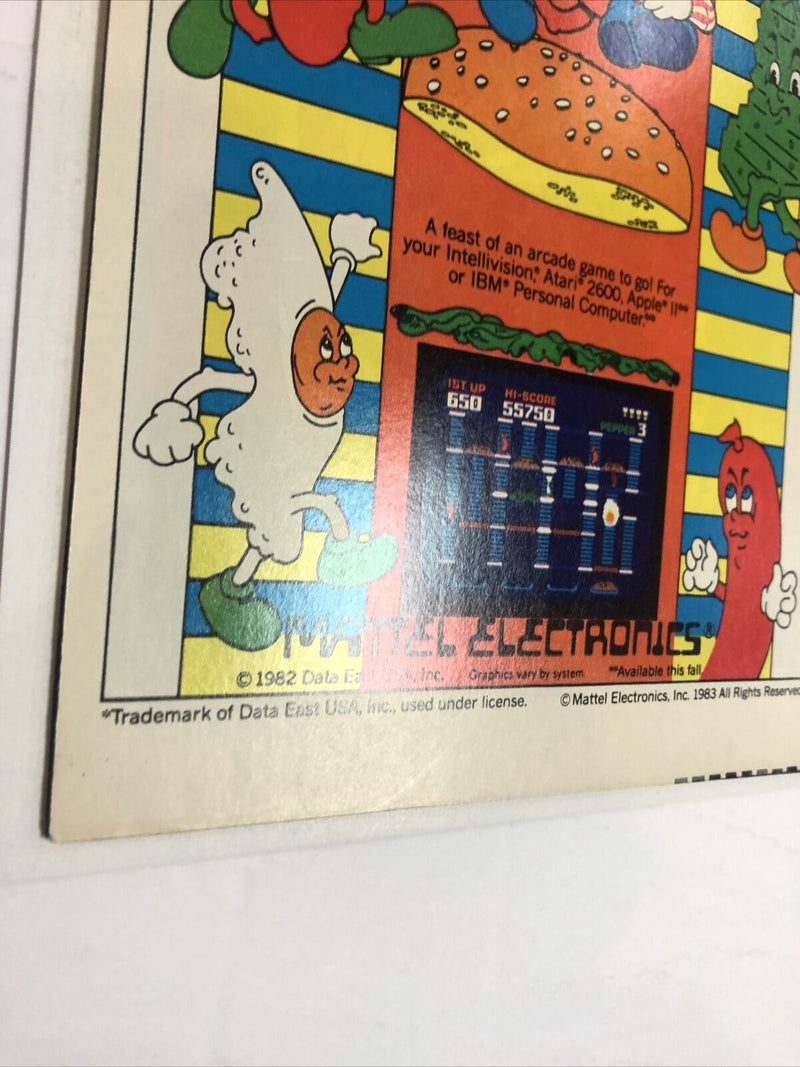 A feast of an arcade game to go! For
your Intellivision,® Atari® 2600, Apple® II**
or IBM® Personal Computer.**
1ST UP HI-SCORE
650 55750
PEPPER 3
MATTEL ELECTRONICS®
© 1982 Data East USA, Inc. Graphics vary by system. **Available this fall.
*Trademark of Data East USA, Inc., used under license. © Mattel Electronics, Inc. 1983 All Rights Reserved